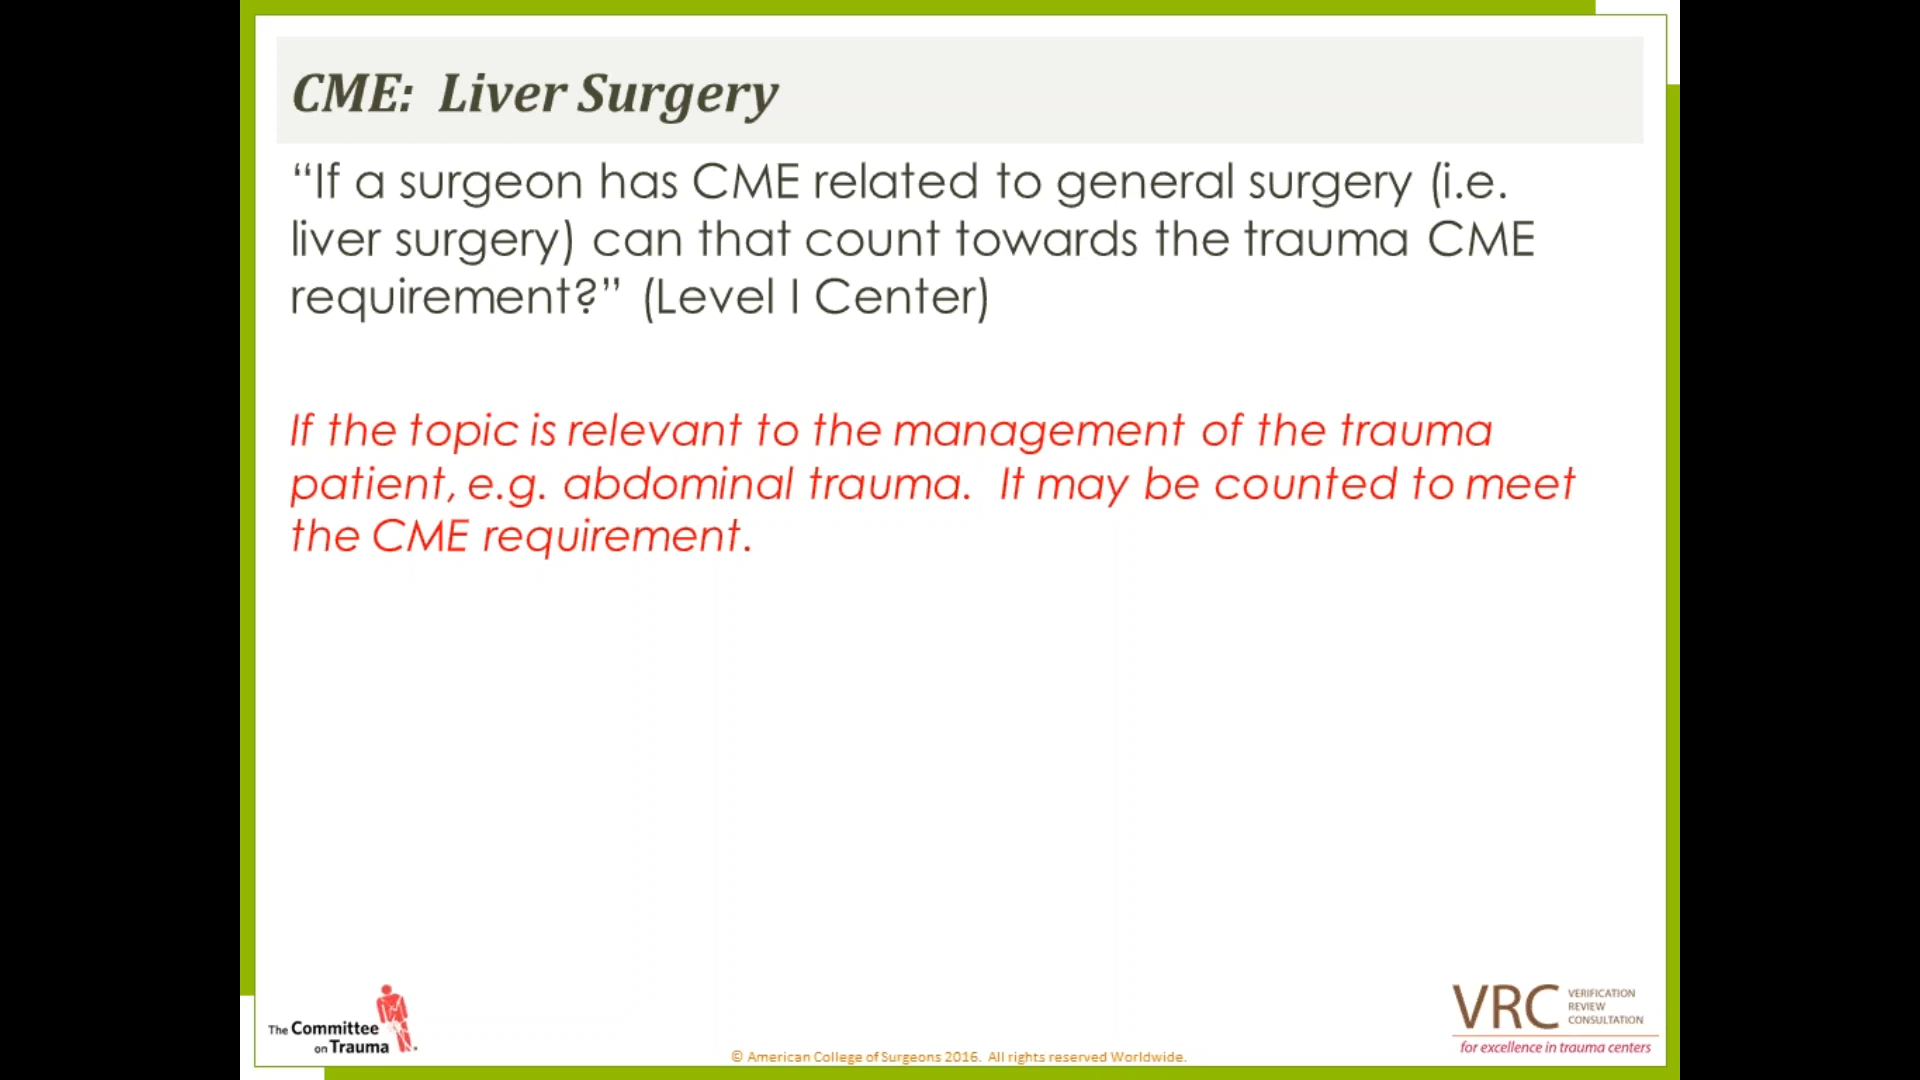 CME: Liver Surgery
“If a surgeon has CME related to general surgery (i.e.
liver surgery) can that count towards the trauma CME
requirement?” (Level I Center)
If the topic is relevant to the management of the trauma
patient, e.g. abdominal trauma. It may be counted to meet
the CME requirement.
The Committee
on Trauma
© American College of Surgeons 2016. All rights reserved Worldwide.
VRC
VERIFICATION
REVIEW
CONSULTATION
for excellence in trauma centers